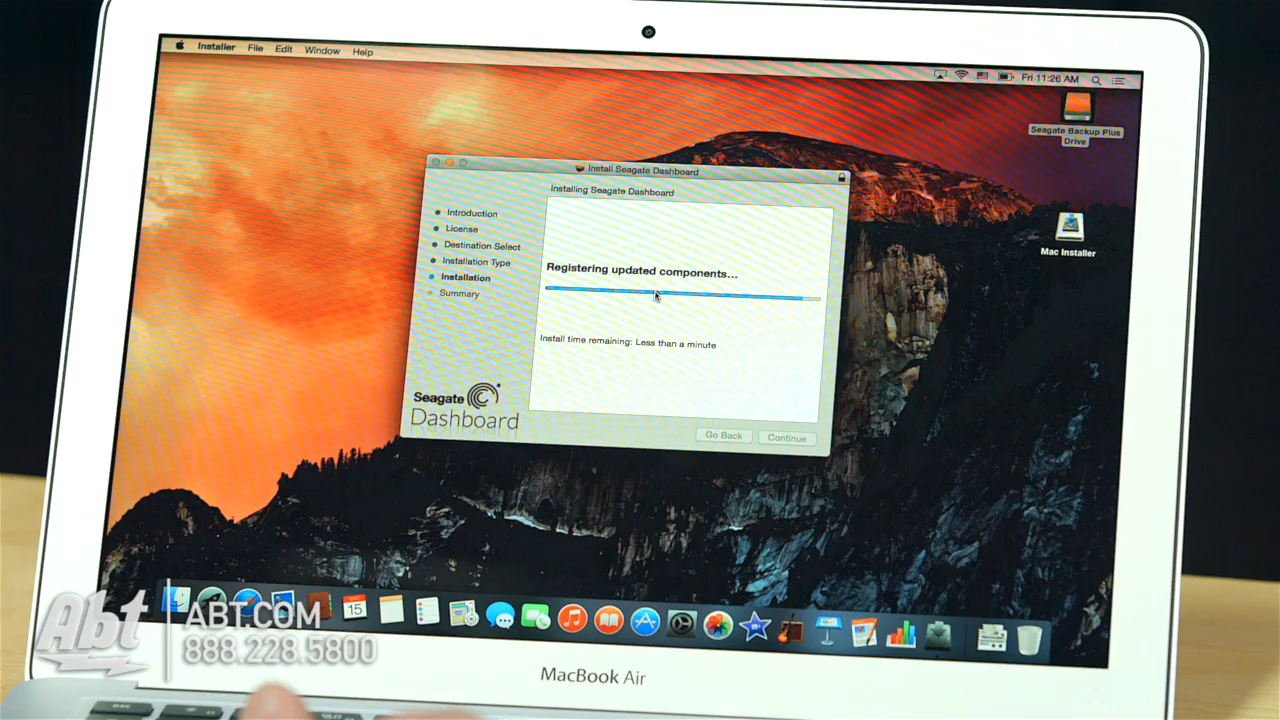 Installer File Edit Window Help
Fri 11:26 AM
Seagate Backup Plus
Drive
Mac Installer
Install Seagate Dashboard
Installing Seagate Dashboard
Introduction
License
Destination Select
Installation Type
Installation
Summary
Registering updated components...
Install time remaining: Less than a minute
Seagate
Dashboard
Go Back
Continue
15
Abt
ABT.COM
888.228.5800
MacBook Air